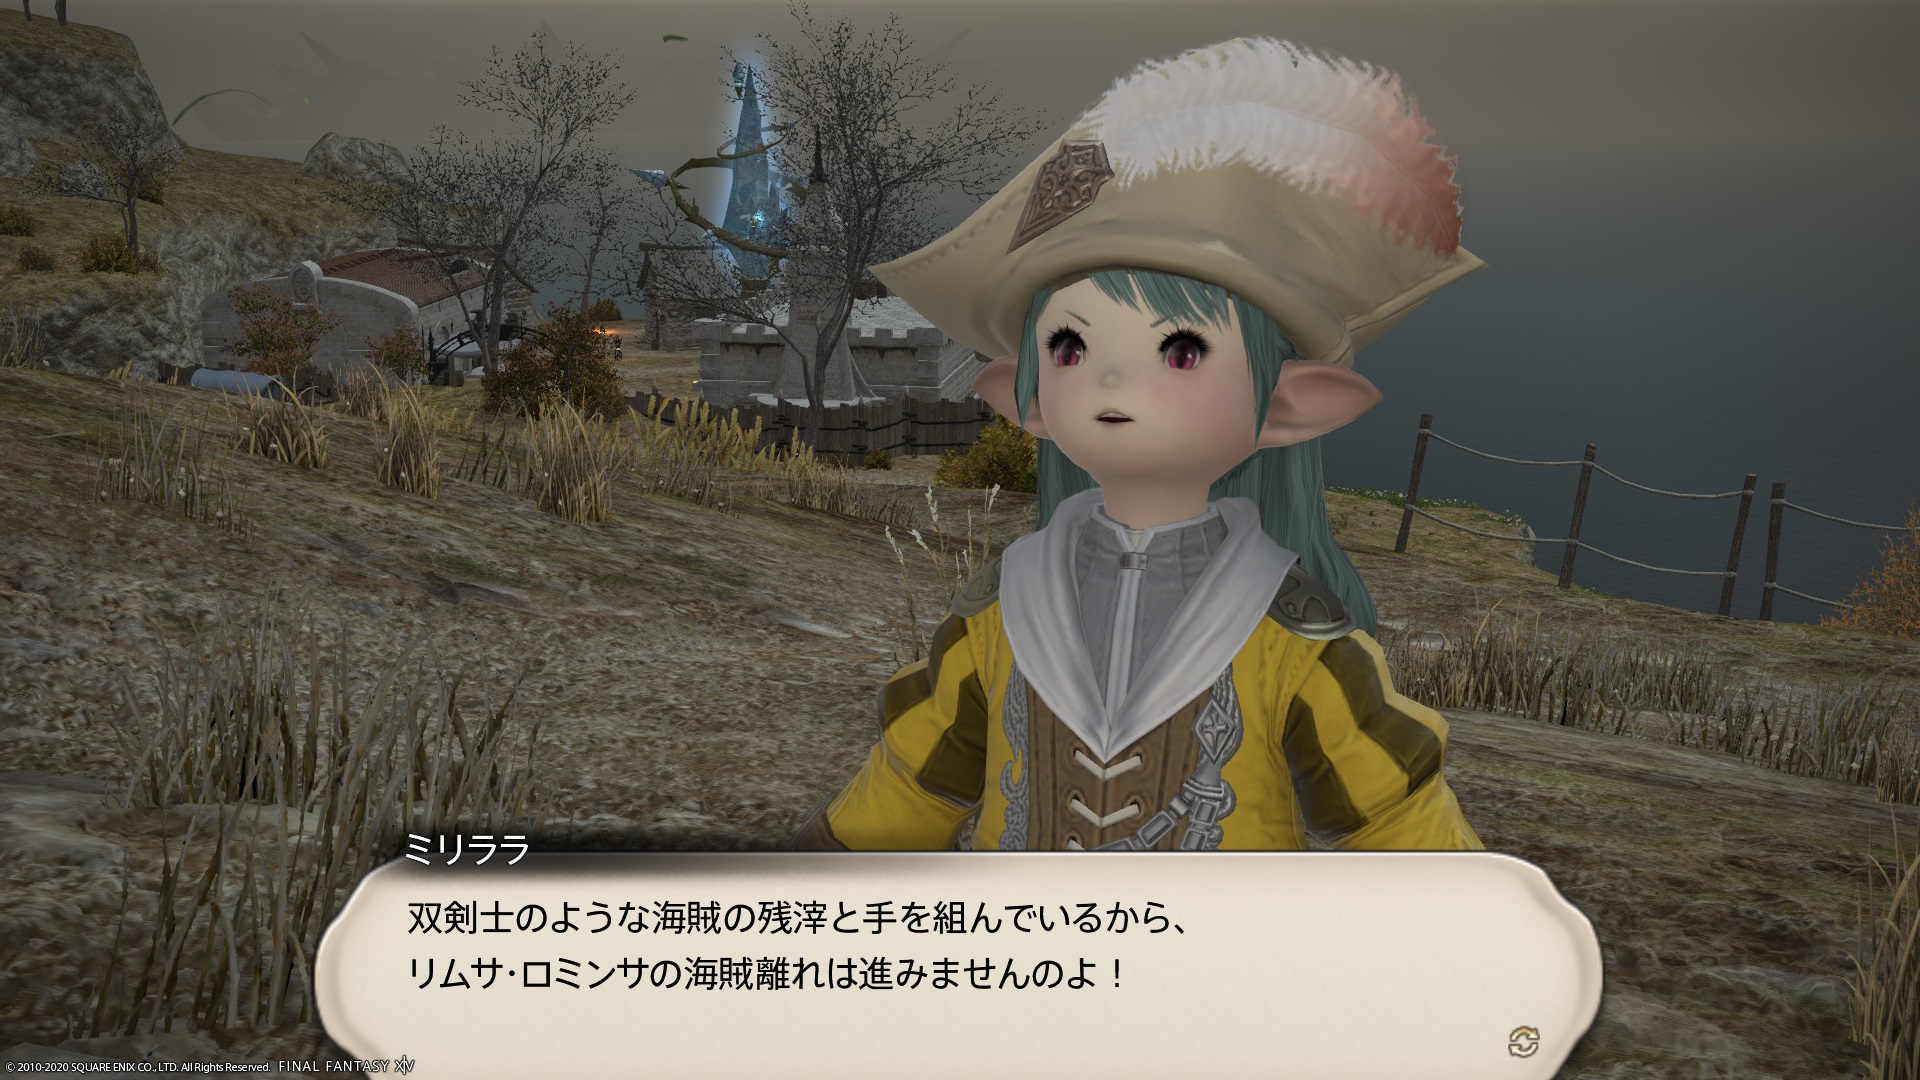 ミリララ
双剣士のような海賊の残滓と手を組んでいるから、
リムサ・ロミンサの海賊離れは進みませんのよ！
© 2010-2020 SQUARE ENIX CO., LTD. All Rights Reserved. FINAL FANTASY XIV